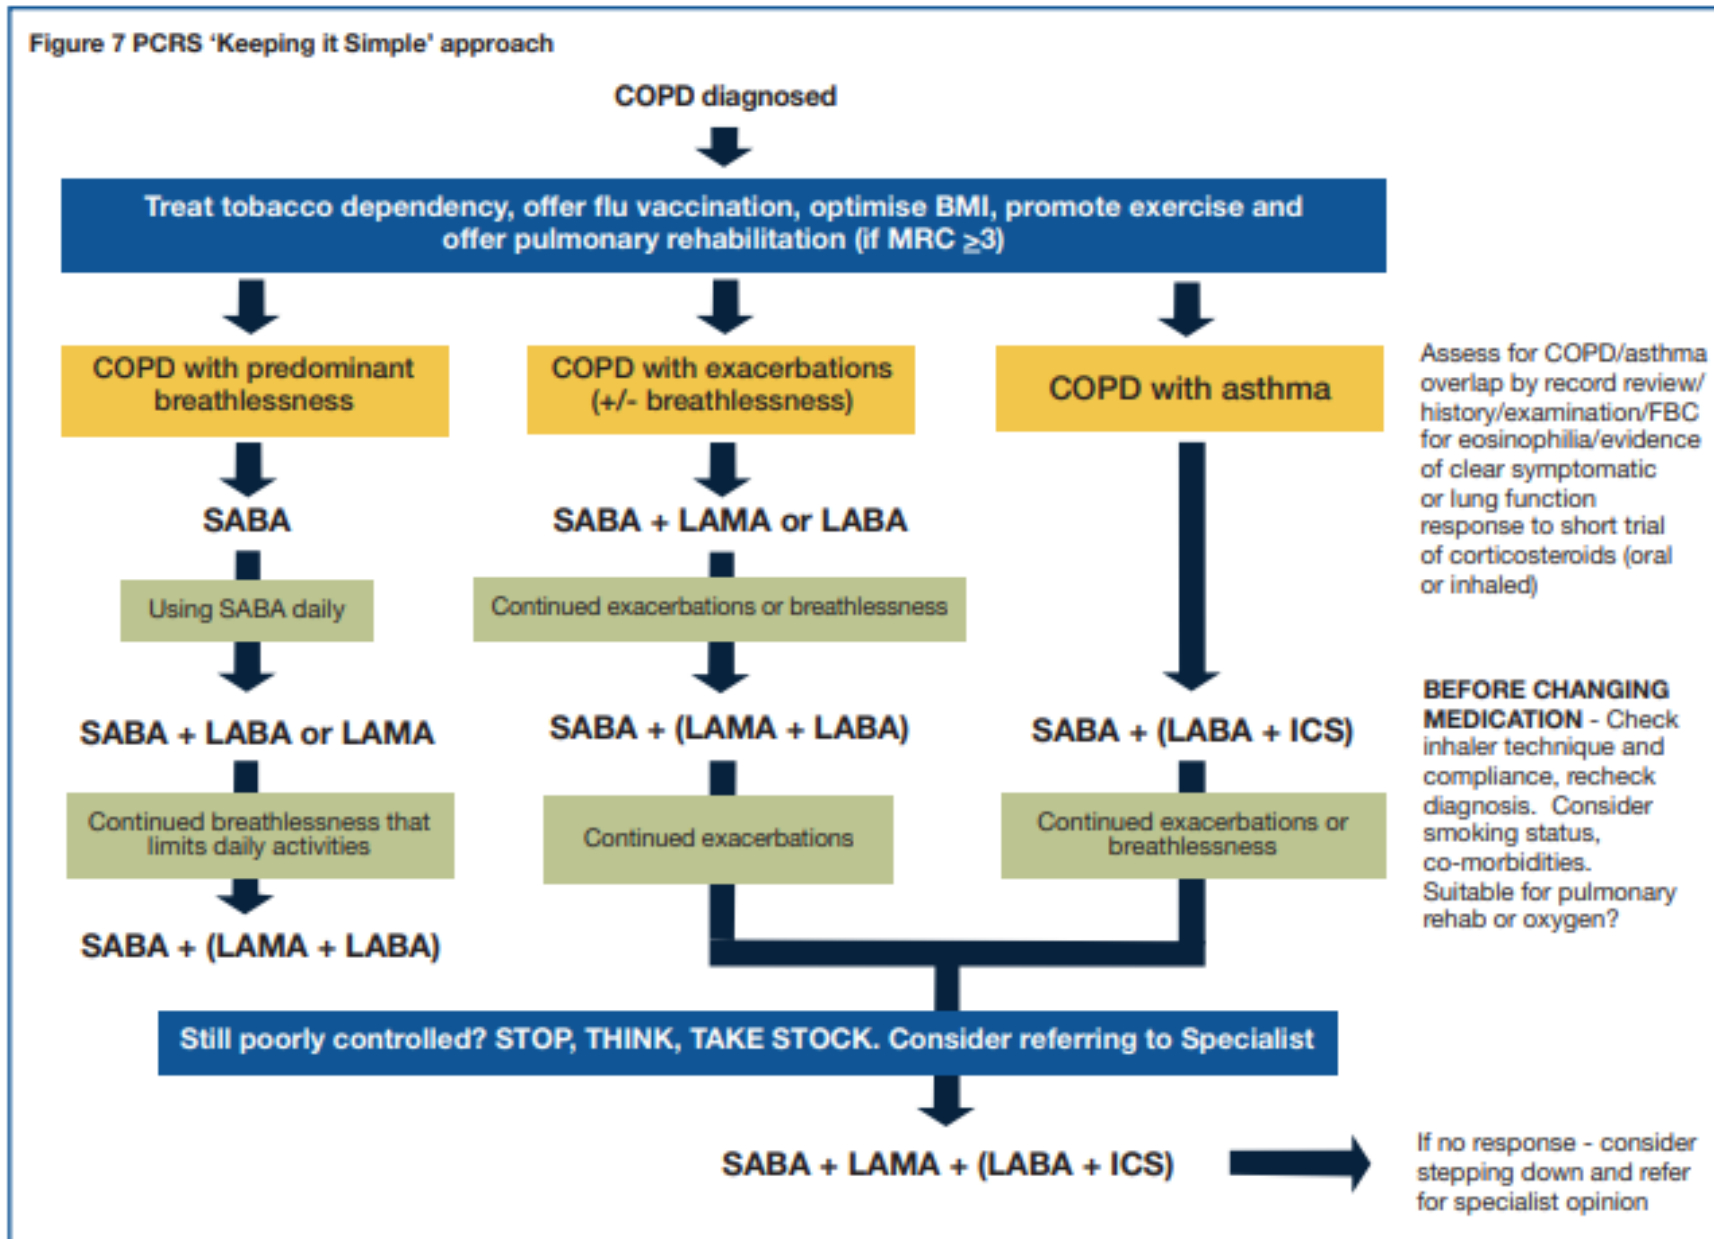 Figure 7 PCRS ‘Keeping it Simple’ approach
COPD diagnosed
Treat tobacco dependency, offer flu vaccination, optimise BMI, promote exercise and
offer pulmonary rehabilitation (if MRC ≥3)
COPD with predominant
breathlessness
SABA
Using SABA daily
SABA + LABA or LAMA
Continued breathlessness that
limits daily activities
SABA + (LAMA + LABA)
COPD with exacerbations
(+/- breathlessness)
SABA + LAMA or LABA
Continued exacerbations or breathlessness
SABA + (LAMA + LABA)
Continued exacerbations
COPD with asthma
SABA + (LABA + ICS)
Continued exacerbations or
breathlessness
Assess for COPD/asthma
overlap by record review/
history/examination/FBC
for eosinophilia/evidence
of clear symptomatic
or lung function
response to short trial
of corticosteroids (oral
or inhaled)
BEFORE CHANGING
MEDICATION - Check
inhaler technique and
compliance, recheck
diagnosis. Consider
smoking status,
co-morbidities.
Suitable for pulmonary
rehab or oxygen?
Still poorly controlled? STOP, THINK, TAKE STOCK. Consider referring to Specialist
SABA + LAMA + (LABA + ICS)
If no response - consider
stepping down and refer
for specialist opinion